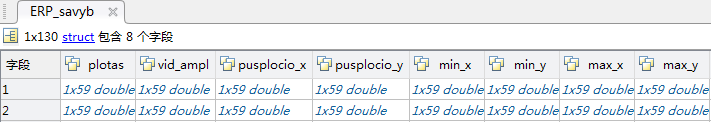 ERP_savyb
1x130 struct 包含 8 个字段
字段 plotas vid_ampl pusplocio_x pusplocio_y min_x min_y max_x max_y
1 1x59 double 1x59 double 1x59 double 1x59 double 1x59 double 1x59 double 1x59 double 1x59 double
2 1x59 double 1x59 double 1x59 double 1x59 double 1x59 double 1x59 double 1x59 double 1x59 double